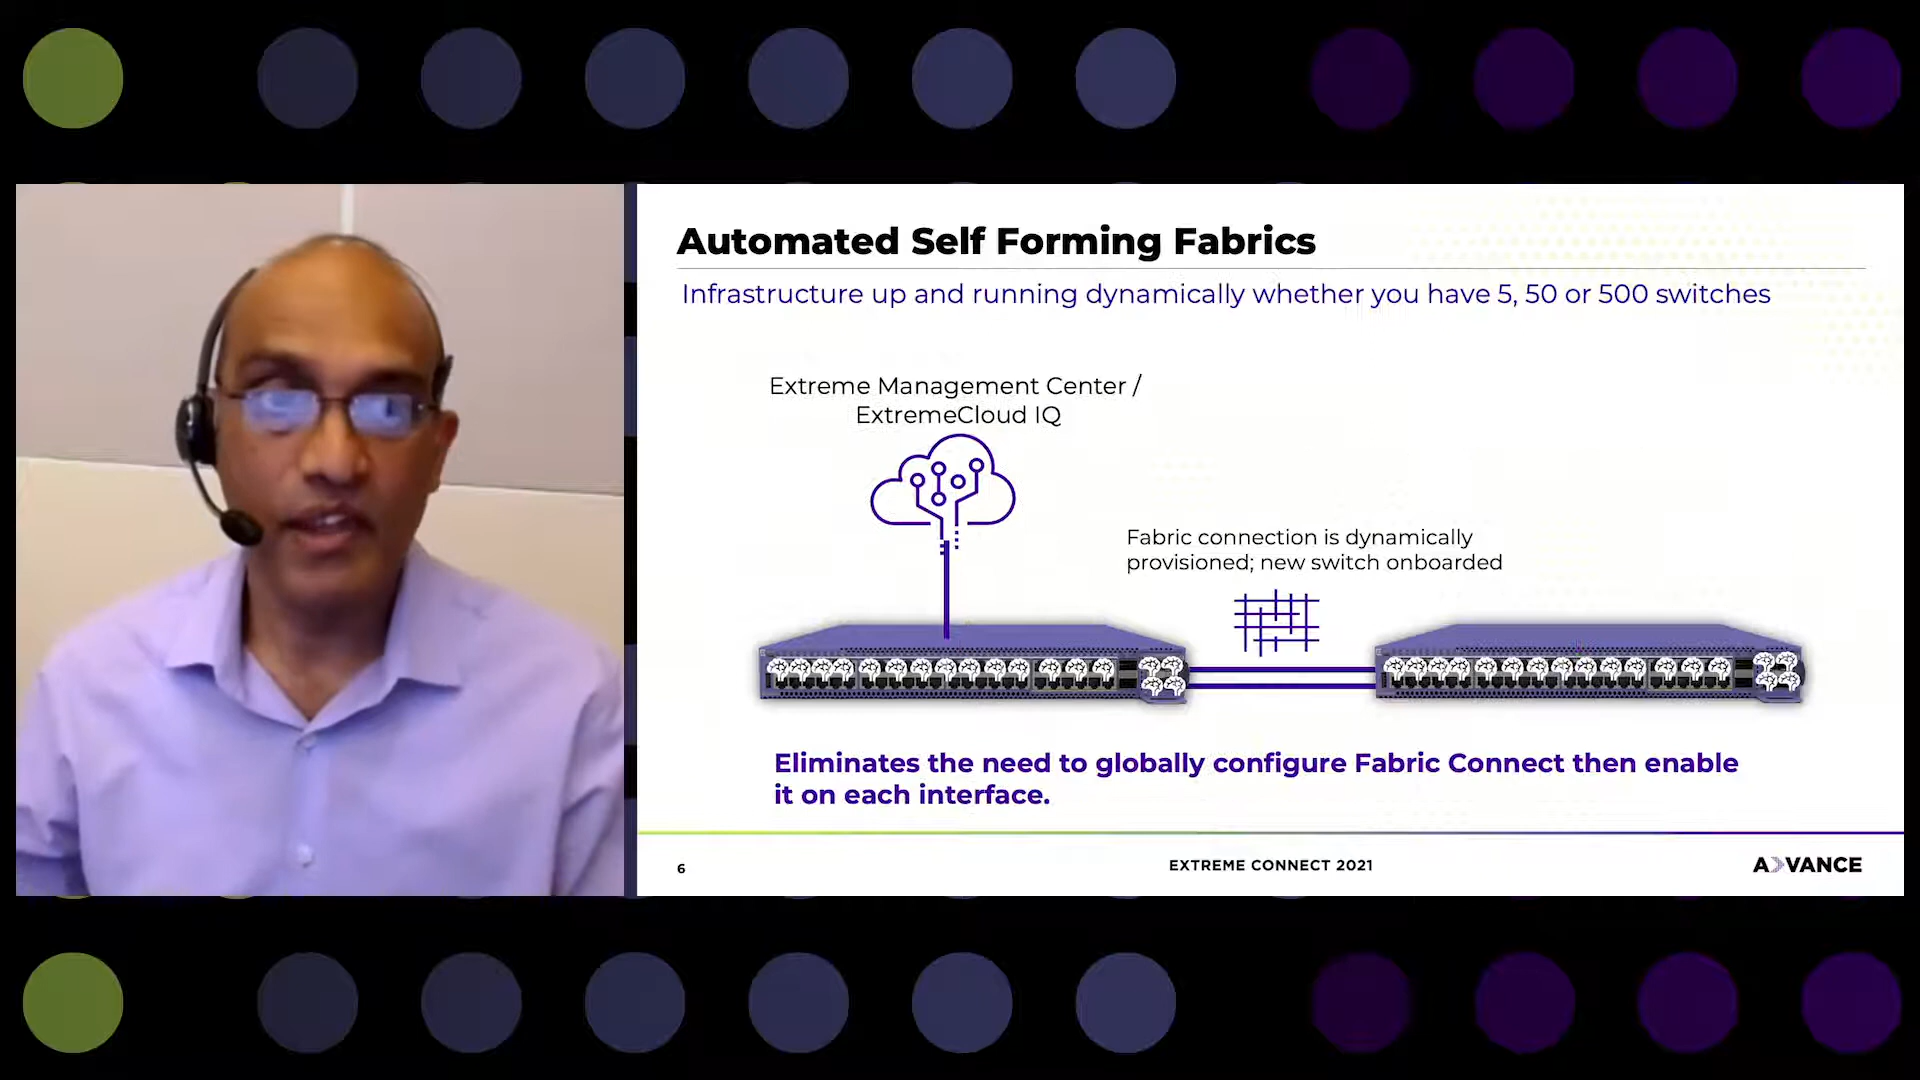 Automated Self Forming Fabrics
Infrastructure up and running dynamically whether you have 5, 50 or 500 switches
Extreme Management Center /
ExtremeCloud IQ
Fabric connection is dynamically
provisioned; new switch onboarded
Eliminates the need to globally configure Fabric Connect then enable
it on each interface.
6
EXTREME CONNECT 2021
ADVANCE